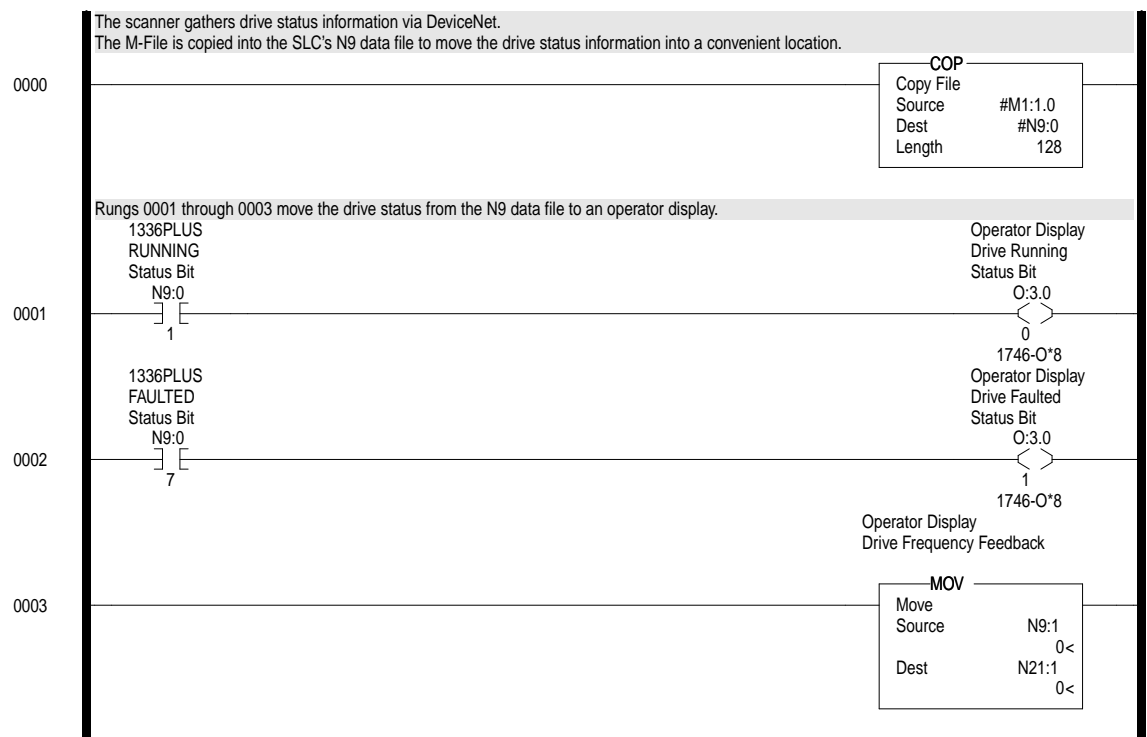 The scanner gathers drive status information via DeviceNet.
The M-File is copied into the SLC's N9 data file to move the drive status information into a convenient location.
0000
COP
Copy File
Source #M1:1.0
Dest #N9:0
Length 128
Rungs 0001 through 0003 move the drive status from the N9 data file to an operator display.
1336PLUS
RUNNING
Status Bit
N9:0
1
Operator Display
Drive Running
Status Bit
O:3.0
0
1746-O*8
0001
1336PLUS
FAULTED
Status Bit
N9:0
7
Operator Display
Drive Faulted
Status Bit
O:3.0
1
1746-O*8
0002
Operator Display
Drive Frequency Feedback
0003
MOV
Move
Source N9:1
0<
Dest N21:1
0<